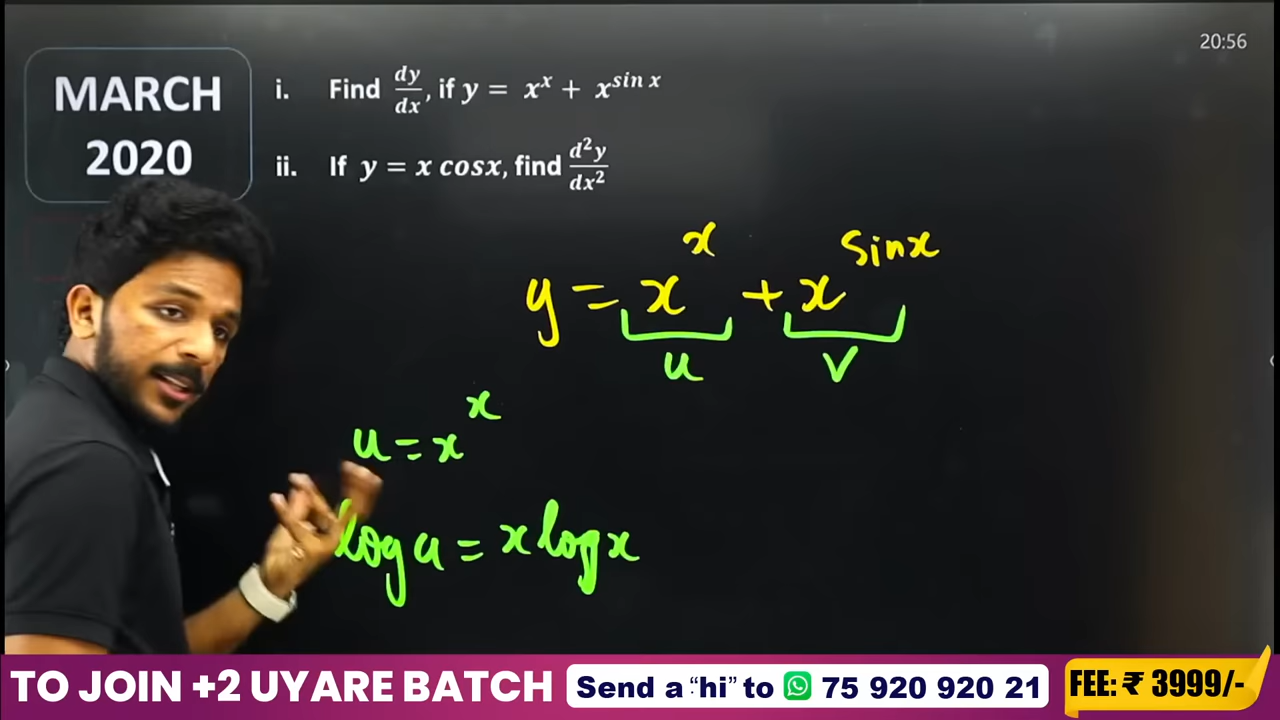 20:56
MARCH
2020
i. Find dy/dx, if y = x^x + x^sin x
ii. If y = x cosx, find d²y/dx²
y = x^x + x^sinx
u v
u = x^x
log u = x log x
TO JOIN +2 UYARE BATCH Send a “hi” to 75 920 920 21 FEE: ₹ 3999/-